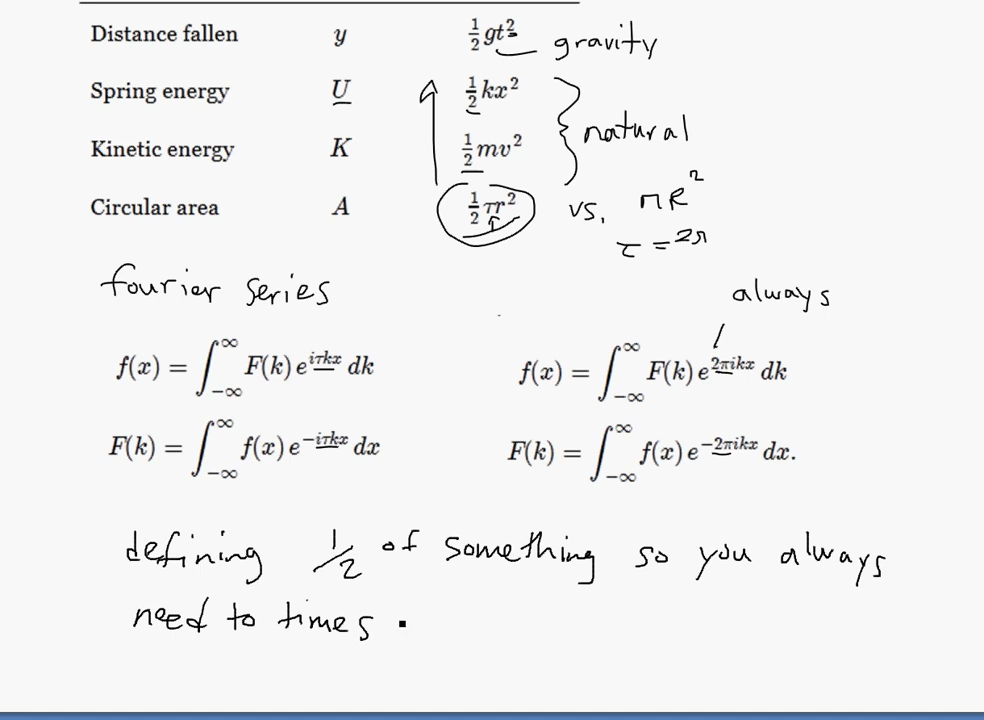 Distance fallen y ½gt² gravity
Spring energy U ½kx²
natural
Kinetic energy K ½mv²
Circular area A ½τr² vs. πR²
τ = 2π
fourier series
always
f(x) = ∫_{-∞}^{∞} F(k) e^{iτkx} dk f(x) = ∫_{-∞}^{∞} F(k) e^{2πikx} dk
F(k) = ∫_{-∞}^{∞} f(x) e^{-iτkx} dx F(k) = ∫_{-∞}^{∞} f(x) e^{-2πikx} dx.
defining 1/2 of something so you always
need to times